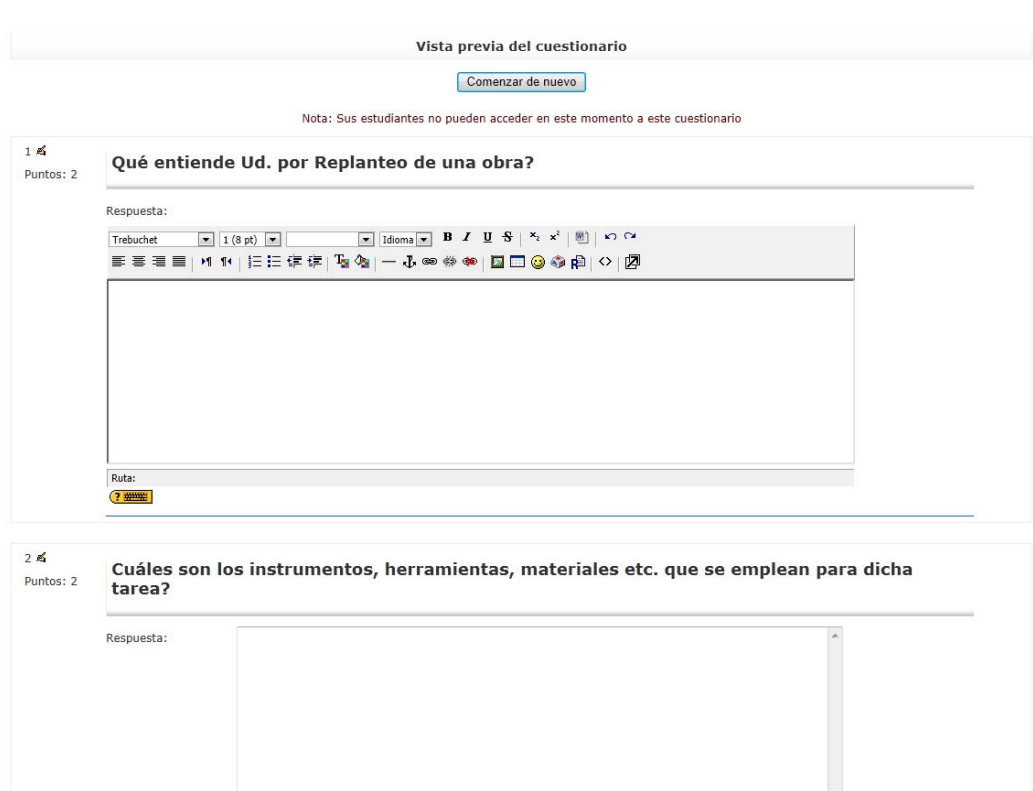 Vista previa del cuestionario
Comenzar de nuevo
Nota: Sus estudiantes no pueden acceder en este momento a este cuestionario
1
Puntos: 2
Qué entiende Ud. por Replanteo de una obra?
Respuesta:
Trebuchet 1 (8 pt) Idioma B I U S x₂ x²
Ruta:
?
2
Puntos: 2
Cuáles son los instrumentos, herramientas, materiales etc. que se emplean para dicha
tarea?
Respuesta: